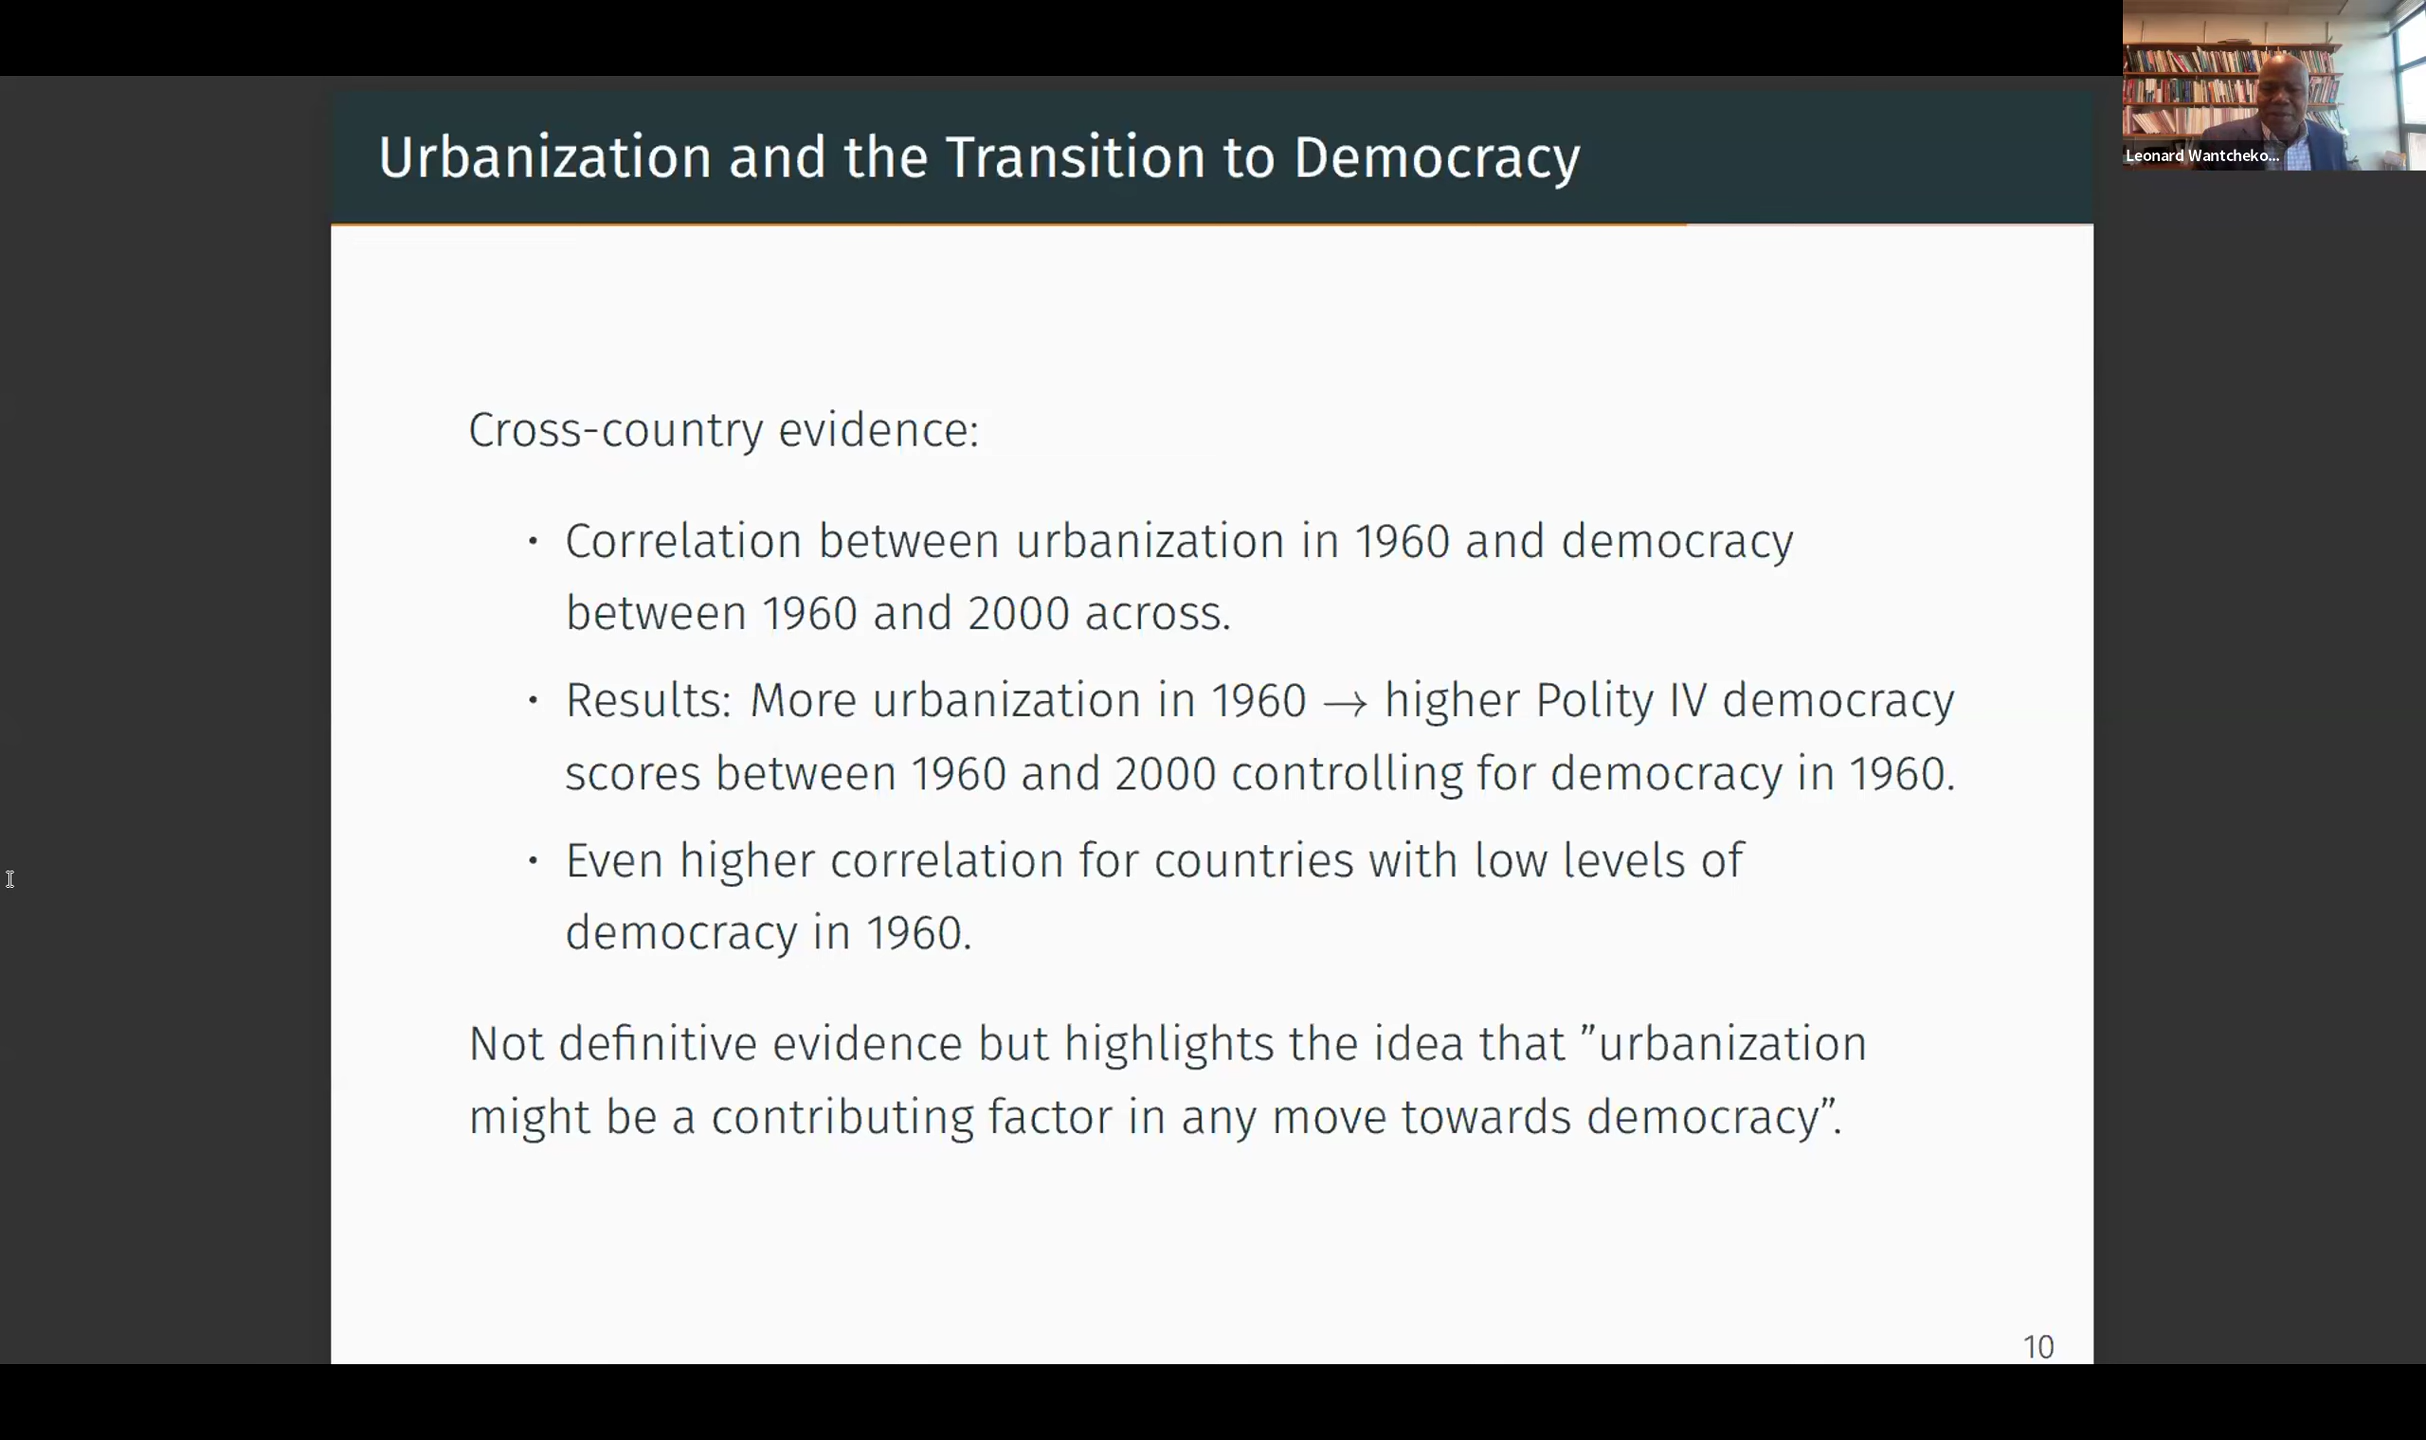 Urbanization and the Transition to Democracy
Leonard Wantcheko...
Cross-country evidence:
• Correlation between urbanization in 1960 and democracy
between 1960 and 2000 across.
• Results: More urbanization in 1960 → higher Polity IV democracy
scores between 1960 and 2000 controlling for democracy in 1960.
• Even higher correlation for countries with low levels of
democracy in 1960.
Not definitive evidence but highlights the idea that ”urbanization
might be a contributing factor in any move towards democracy”.
10